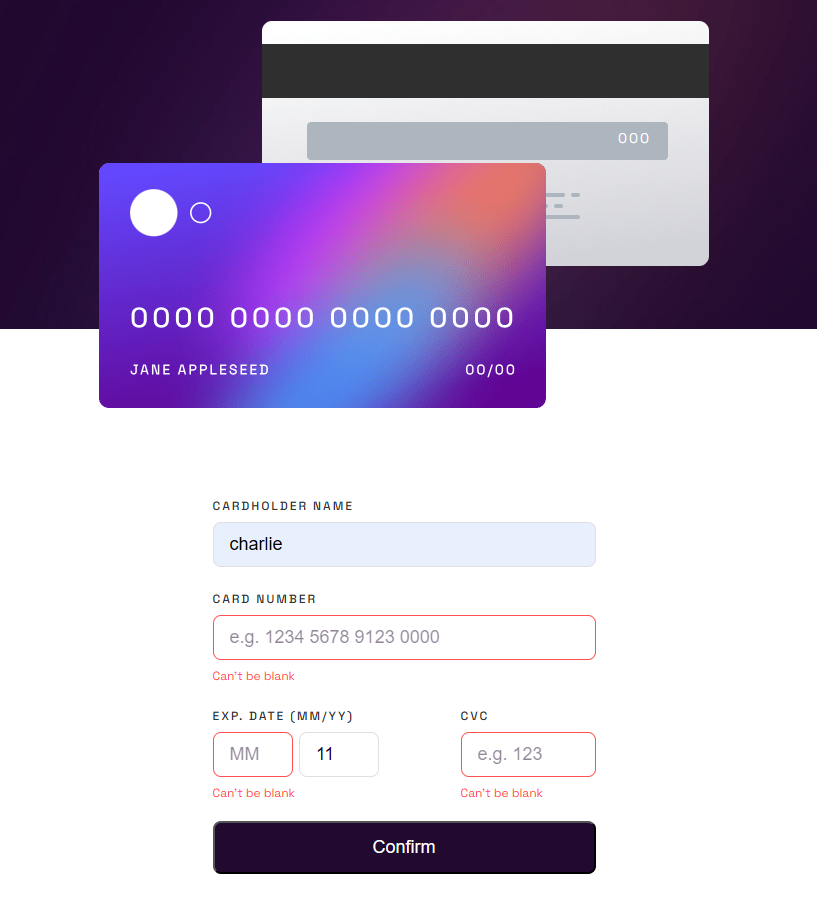 000
0000 0000 0000 0000
JANE APPLESEED 00/00
CARDHOLDER NAME
charlie
CARD NUMBER
e.g. 1234 5678 9123 0000
Can't be blank
EXP. DATE (MM/YY) CVC
MM 11 e.g. 123
Can't be blank Can't be blank
Confirm